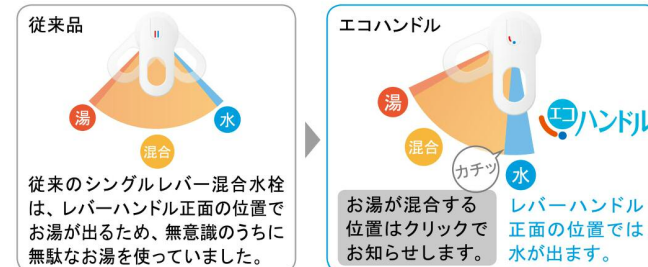 従来品
湯
混合
水
従来のシングルレバー混合水栓
は、レバーハンドル正面の位置で
お湯が出るため、無意識のうちに
無駄なお湯を使っていました。
エコハンドル
湯
混合
カチッ
水
エコハンドル
お湯が混合する
位置はクリックで
お知らせします。
レバーハンドル
正面の位置では
水が出ます。